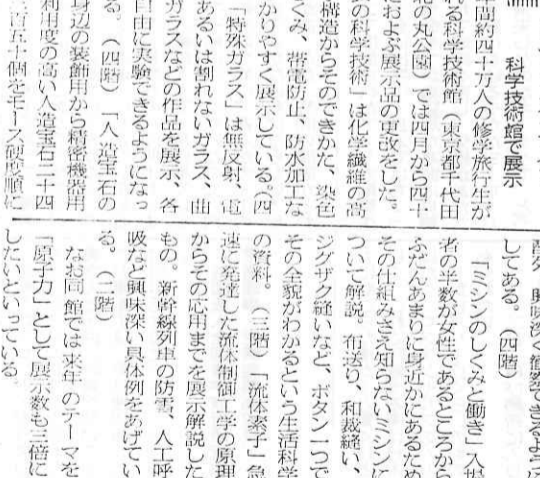 科学技術館で展示
年間約四十万人の修学旅行生が
れる科学技術館（東京都千代田
北の丸公園）では四月から四十
におよぶ展示品の更改をした。
の科学技術」は化学繊維の高
構造からそのできかた、染色
くみ、帯電防止、防水加工な
かりやすく展示している。（四
「特殊ガラス」は無反射、電
あるいは割れないガラス、曲
ガラスなどの作品を展示、各
自由に実験できるようになっ
る。（四階）「人造宝石の
身辺の装飾用から精密機器用
利用度の高い人造宝石二十四
百五十個をモース硬度順に
配列、興味深く観察できるように
してある。（四階）
「ミシンのしくみと働き」入場
者の半数が女性であるところから
ふだんあまりに身近かにあるため
その仕組みさえ知らないミシンに
ついて解説。布送り、和裁縫い、
ジグザク縫いなど、ボタン一つで
その全貌がわかるという生活科学
の資料。（三階）「流体素子」急
速に発達した流体制御工学の原理
からその応用までを展示解説した
もの。新幹線列車の防雪、人工呼
吸など興味深い具体例をあげてい
る。（二階）
なお同館では来年のテーマを
「原子力」として展示数も三倍に
したいといっている。